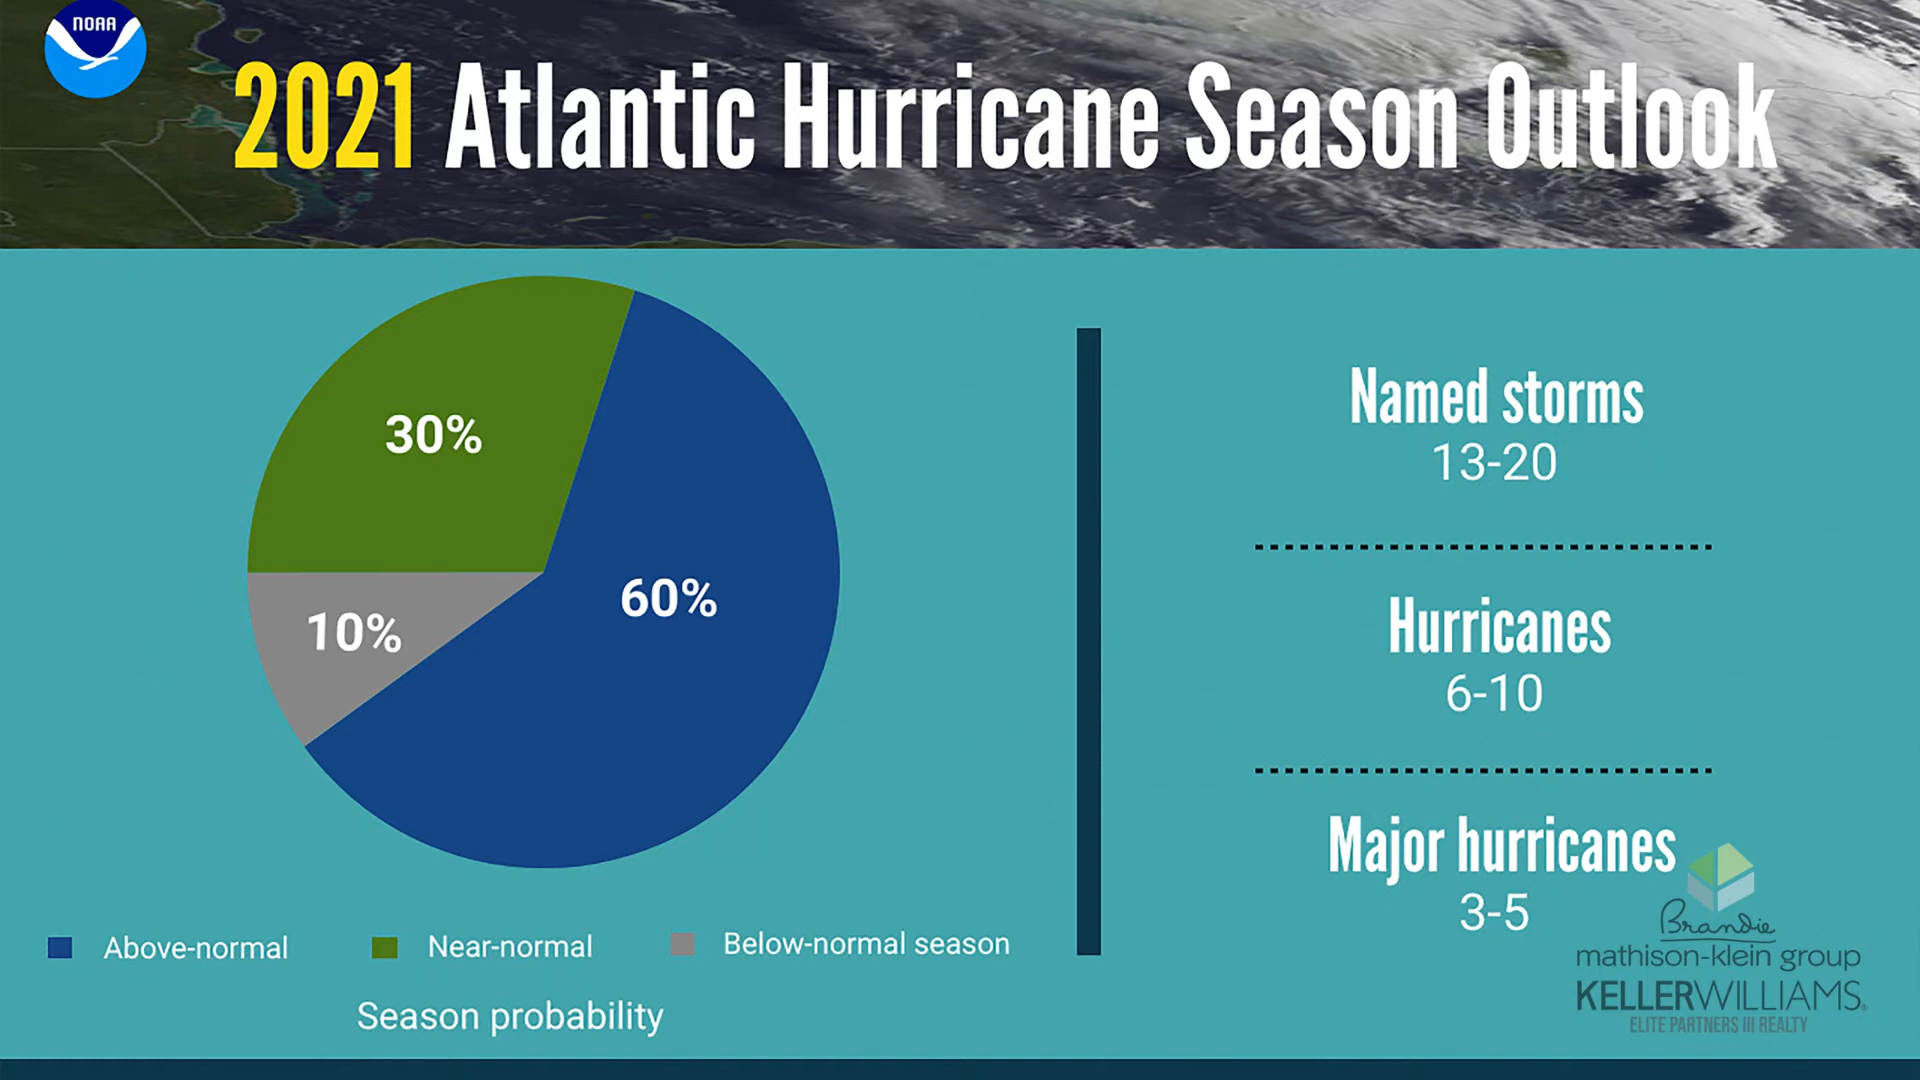 NOAA
2021 Atlantic Hurricane Season Outlook
30%
60%
10%
Above-normal
Near-normal
Below-normal season
Season probability
Named storms
13-20
Hurricanes
6-10
Major hurricanes
3-5
Brandie
mathison-klein group
KELLERWILLIAMS®
ELITE PARTNERS III REALTY